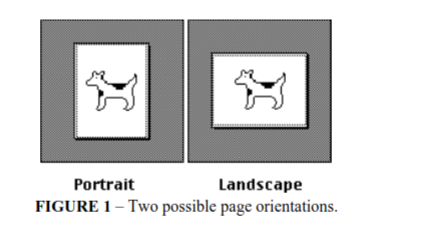 Portrait Landscape
FIGURE 1 – Two possible page orientations.